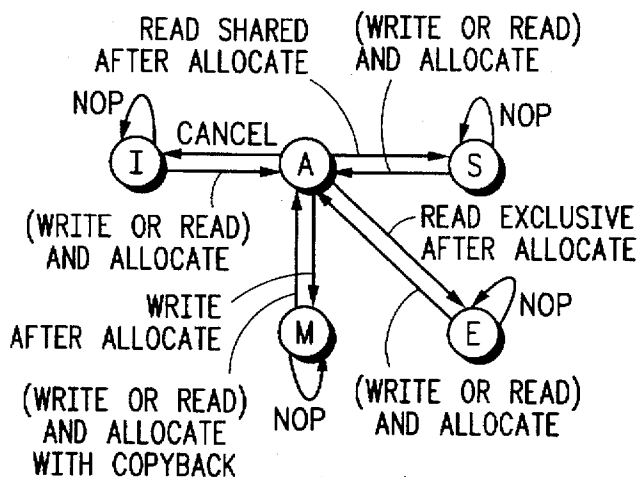 READ SHARED
AFTER ALLOCATE
(WRITE OR READ)
AND ALLOCATE
NOP
CANCEL
NOP
I
A
S
(WRITE OR READ)
AND ALLOCATE
READ EXCLUSIVE
AFTER ALLOCATE
WRITE
AFTER ALLOCATE
NOP
M
E
(WRITE OR READ)
AND ALLOCATE
WITH COPYBACK
NOP
(WRITE OR READ)
AND ALLOCATE